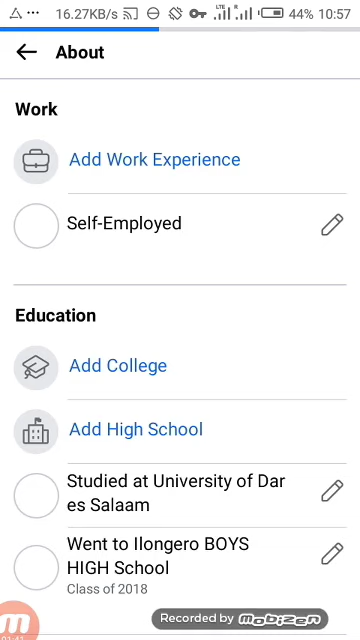 16.27KB/s LTE R 44% 10:57
About
Work
Add Work Experience
Self-Employed
Education
Add College
Add High School
Studied at University of Dar
es Salaam
Went to Ilongero BOYS
HIGH School
Class of 2018
Recorded by mobizen